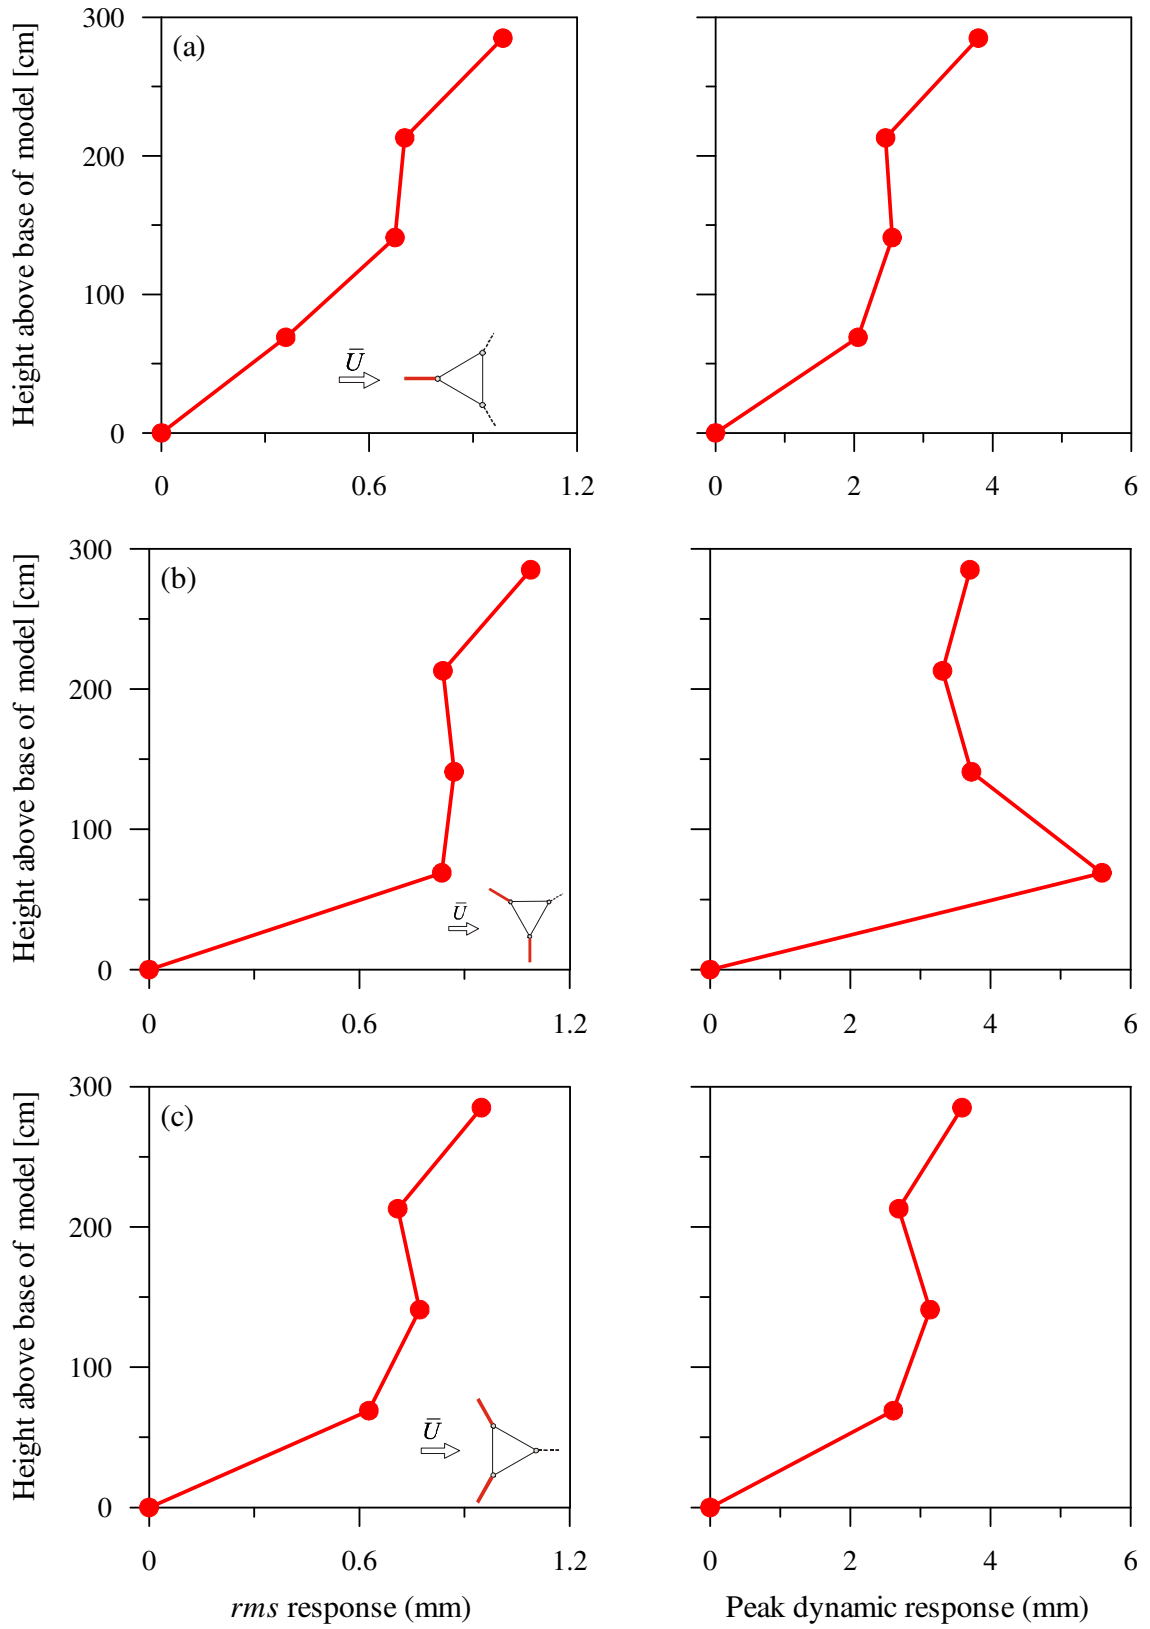 300
200
100
0
Height above base of model [cm]
(a)
U̅
0 0.6 1.2
0 2 4 6
300
200
100
0
Height above base of model [cm]
(b)
U̅
0 0.6 1.2
0 2 4 6
300
200
100
0
Height above base of model [cm]
(c)
U̅
0 0.6 1.2
0 2 4 6
rms response (mm)
Peak dynamic response (mm)